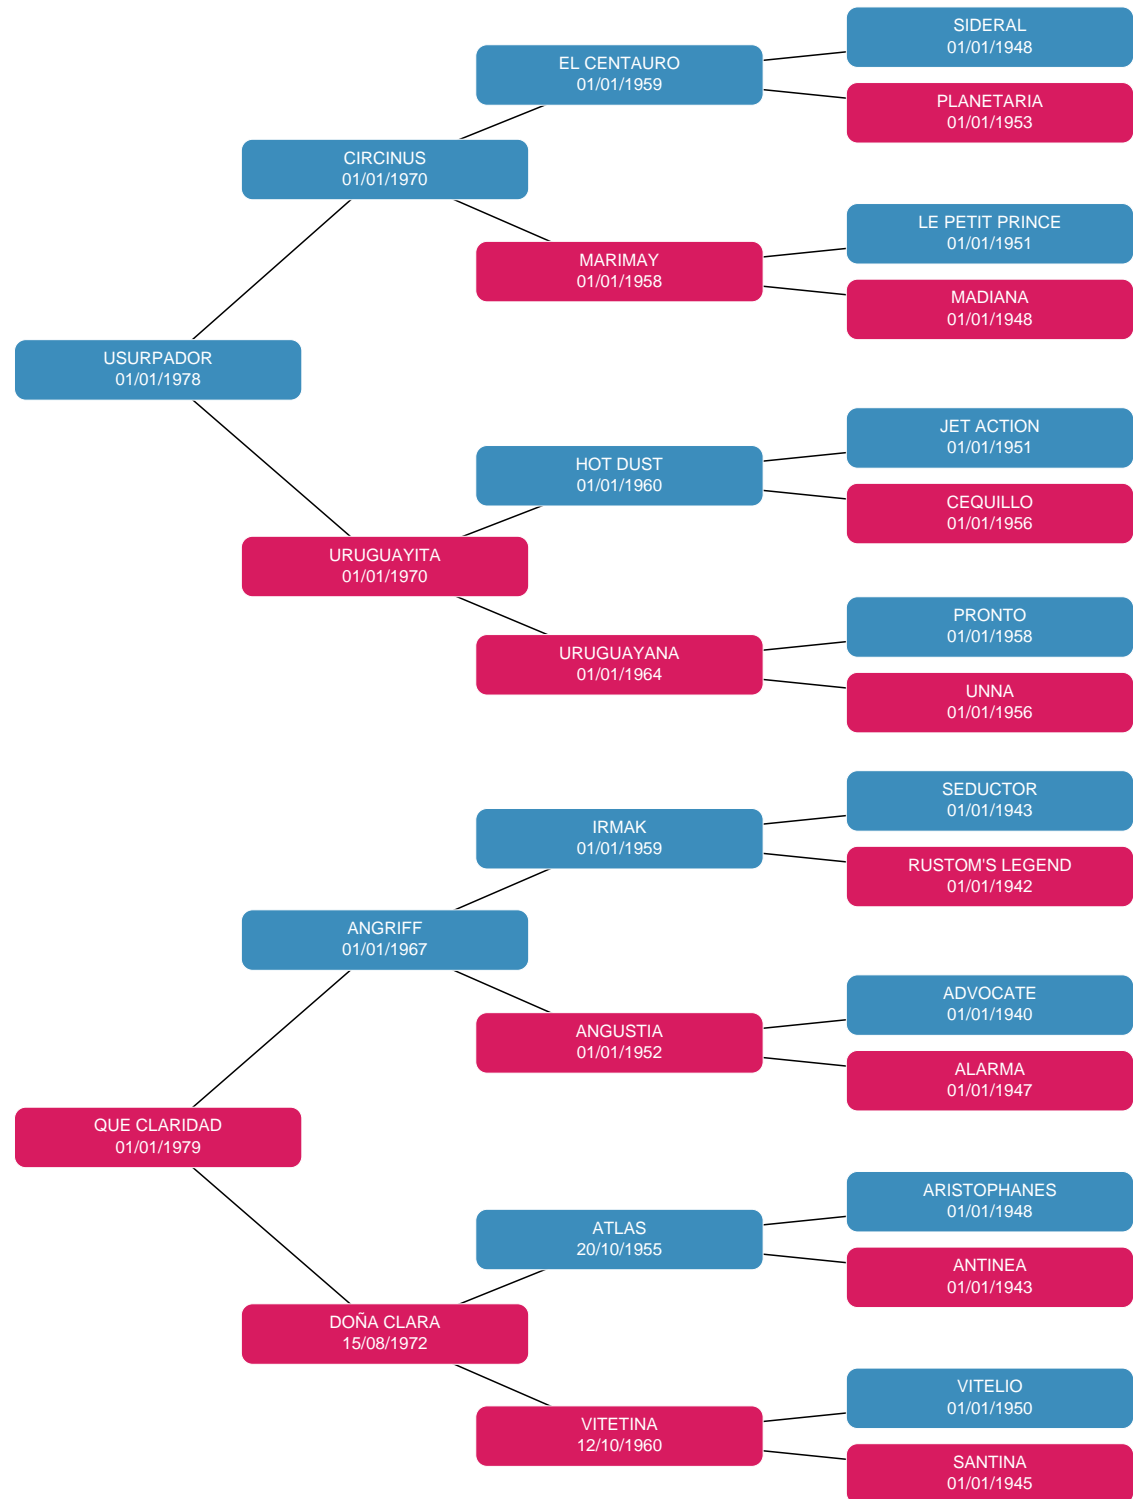 SIDERAL
01/01/1948
EL CENTAURO
01/01/1959
PLANETARIA
01/01/1953
CIRCINUS
01/01/1970
LE PETIT PRINCE
01/01/1951
MARIMAY
01/01/1958
MADIANA
01/01/1948
USURPADOR
01/01/1978
JET ACTION
01/01/1951
HOT DUST
01/01/1960
CEQUILLO
01/01/1956
URUGUAYITA
01/01/1970
PRONTO
01/01/1958
URUGUAYANA
01/01/1964
UNNA
01/01/1956
SEDUCTOR
01/01/1943
IRMAK
01/01/1959
RUSTOM'S LEGEND
01/01/1942
ANGRIFF
01/01/1967
ADVOCATE
01/01/1940
ANGUSTIA
01/01/1952
ALARMA
01/01/1947
QUE CLARIDAD
01/01/1979
ARISTOPHANES
01/01/1948
ATLAS
20/10/1955
ANTINEA
01/01/1943
DOÑA CLARA
15/08/1972
VITELIO
01/01/1950
VITETINA
12/10/1960
SANTINA
01/01/1945